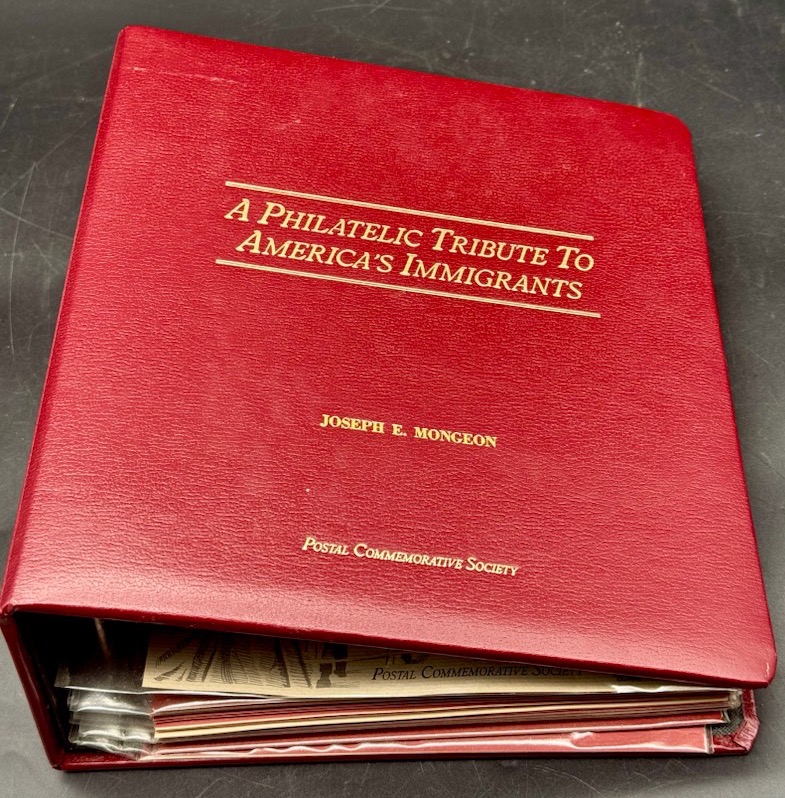 A PHILATELIC TRIBUTE TO
AMERICA'S IMMIGRANTS
JOSEPH E. MONGEON
POSTAL COMMEMORATIVE SOCIETY
POSTAL COMMEMORATIVE SOCIETY